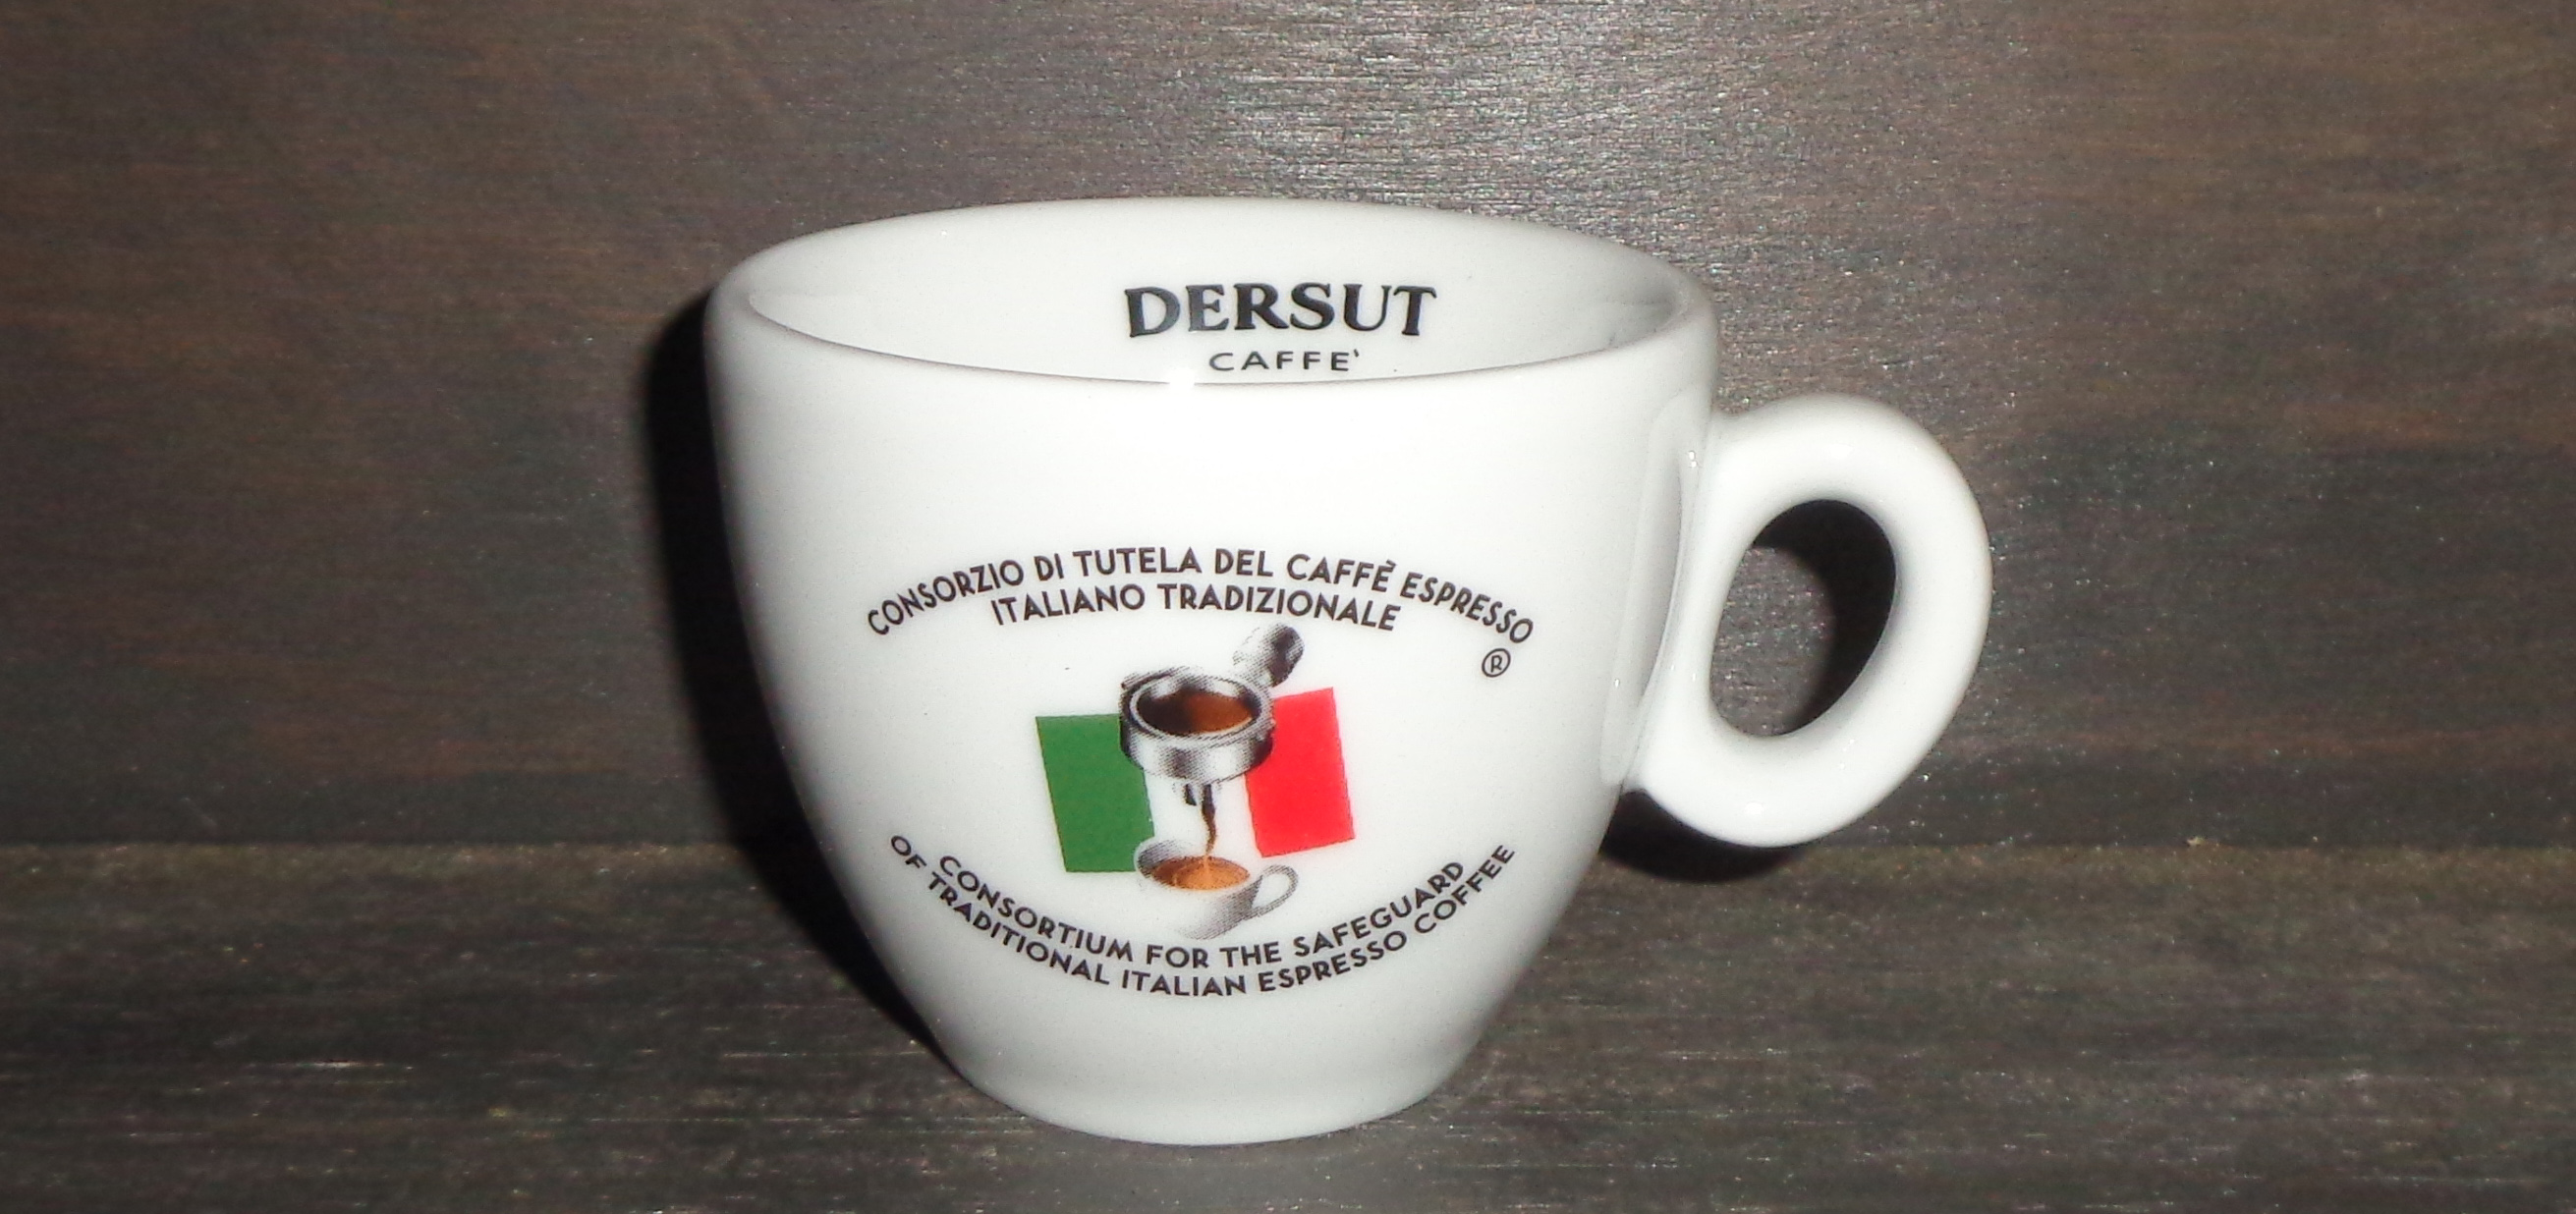 DERSUT
CAFFE'
CONSORZIO DI TUTELA DEL CAFFÈ ESPRESSO
ITALIANO TRADIZIONALE
®
CONSORTIUM FOR THE SAFEGUARD
OF TRADITIONAL ITALIAN ESPRESSO COFFEE